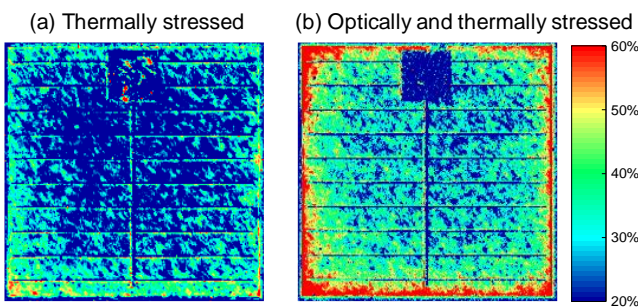 (a) Thermally stressed
(b) Optically and thermally stressed
60%
50%
40%
30%
20%